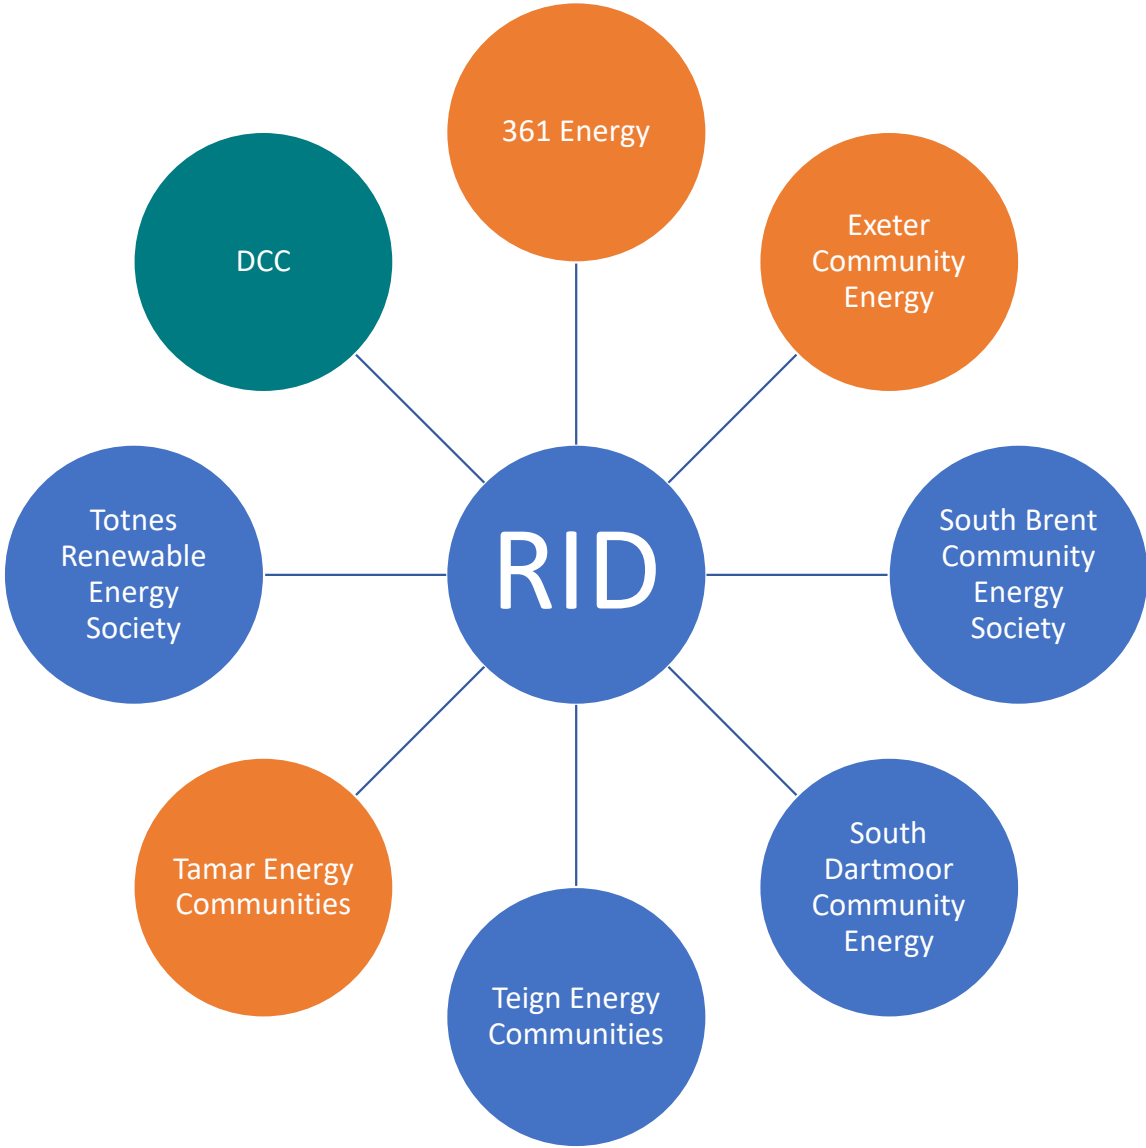 361 Energy
Exeter
Community
Energy
South Brent
Community
Energy
Society
South
Dartmoor
Community
Energy
Teign Energy
Communities
Tamar Energy
Communities
Totnes
Renewable
Energy
Society
DCC
RID